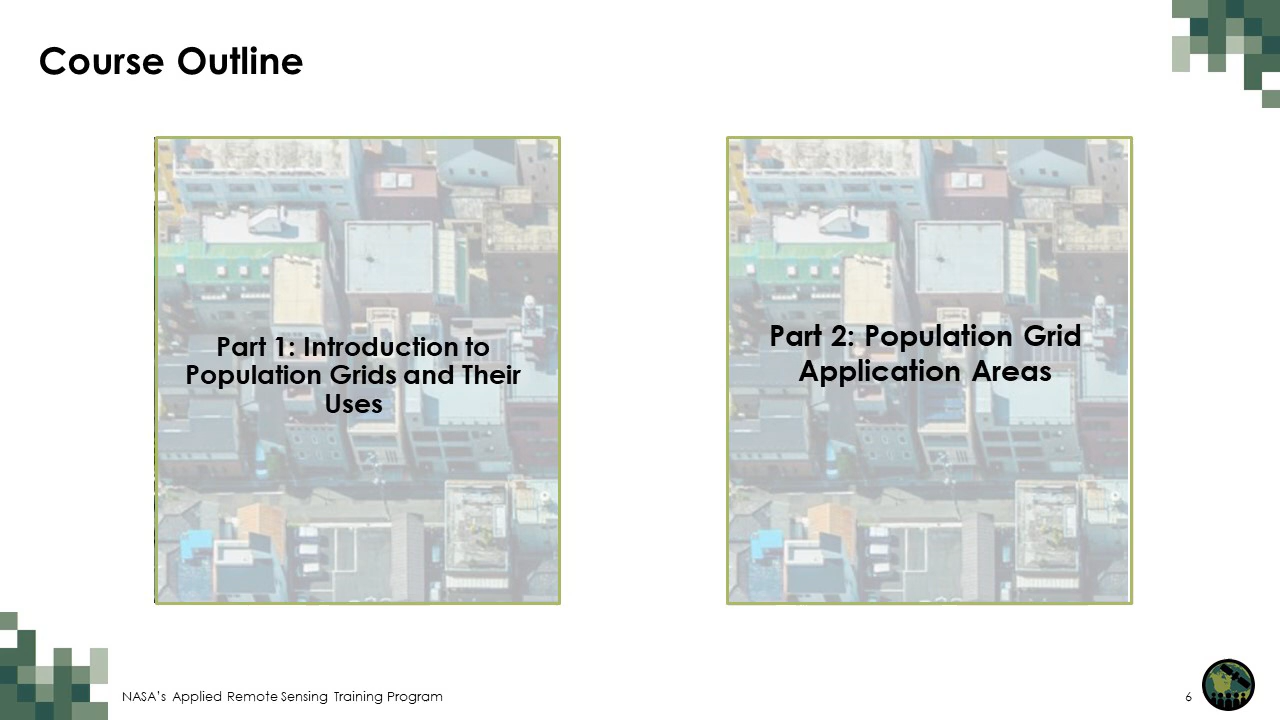 Course Outline
Part 1: Introduction to
Population Grids and Their
Uses
Part 2: Population Grid
Application Areas
NASA's Applied Remote Sensing Training Program
6